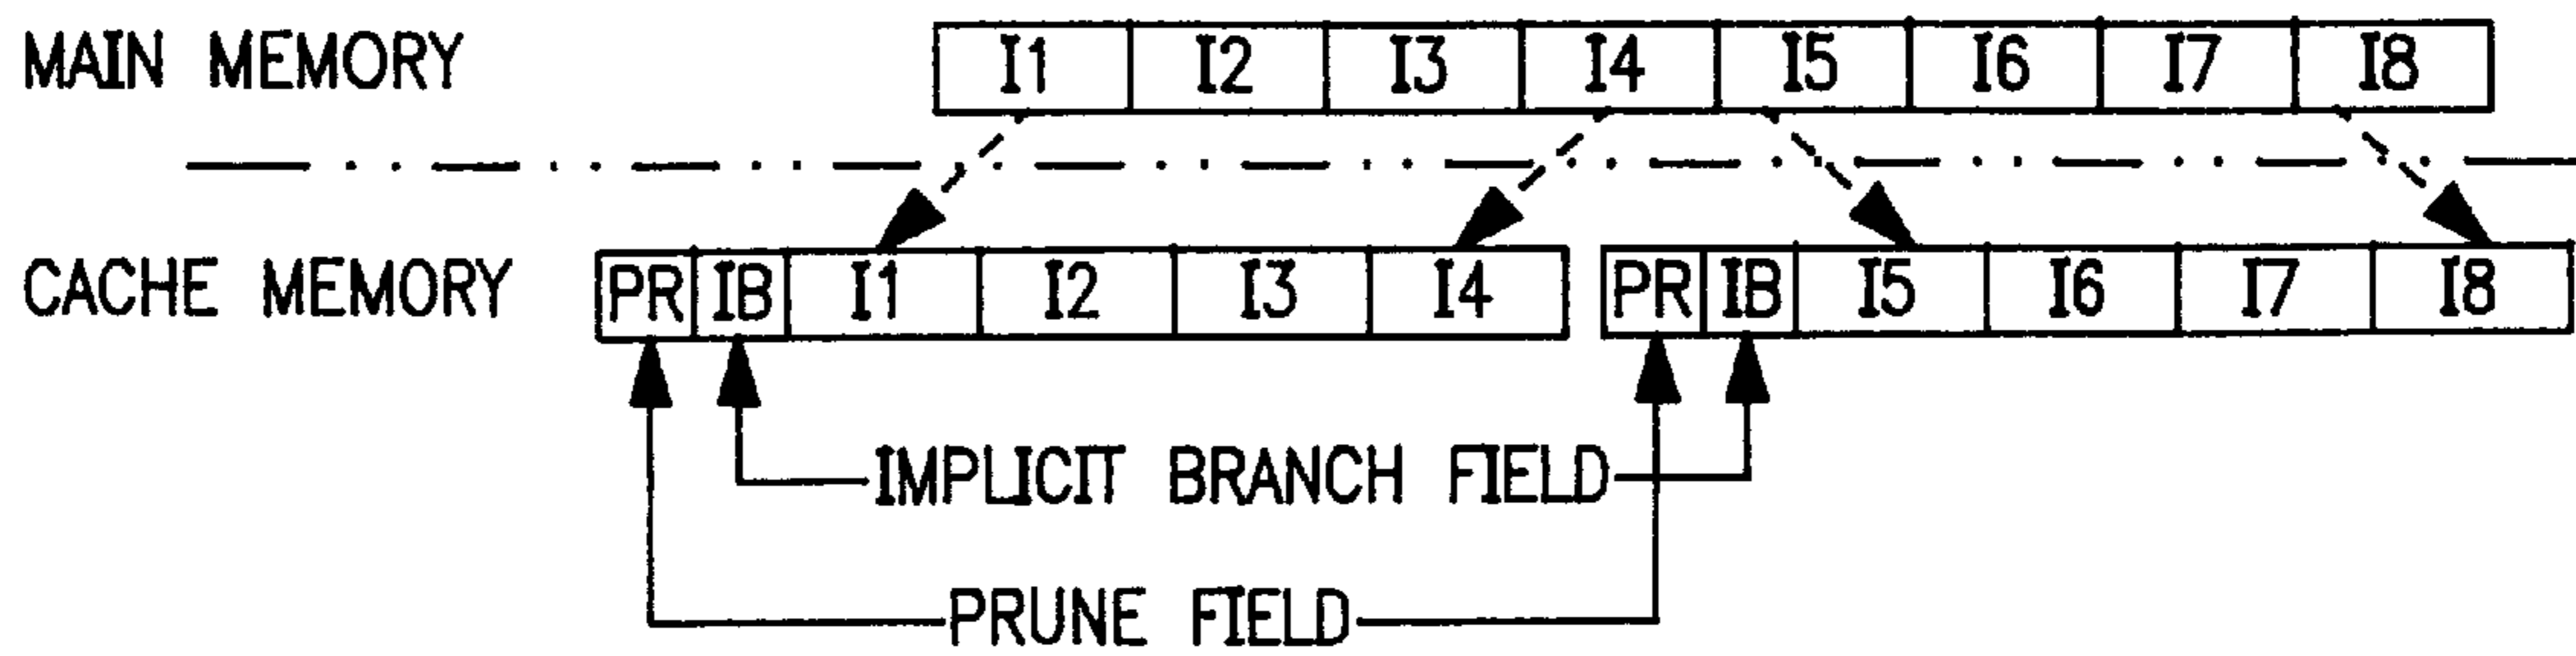 MAIN MEMORY I1 I2 I3 I4 I5 I6 I7 I8
CACHE MEMORY PR IB I1 I2 I3 I4 PR IB I5 I6 I7 I8
IMPLICIT BRANCH FIELD
PRUNE FIELD